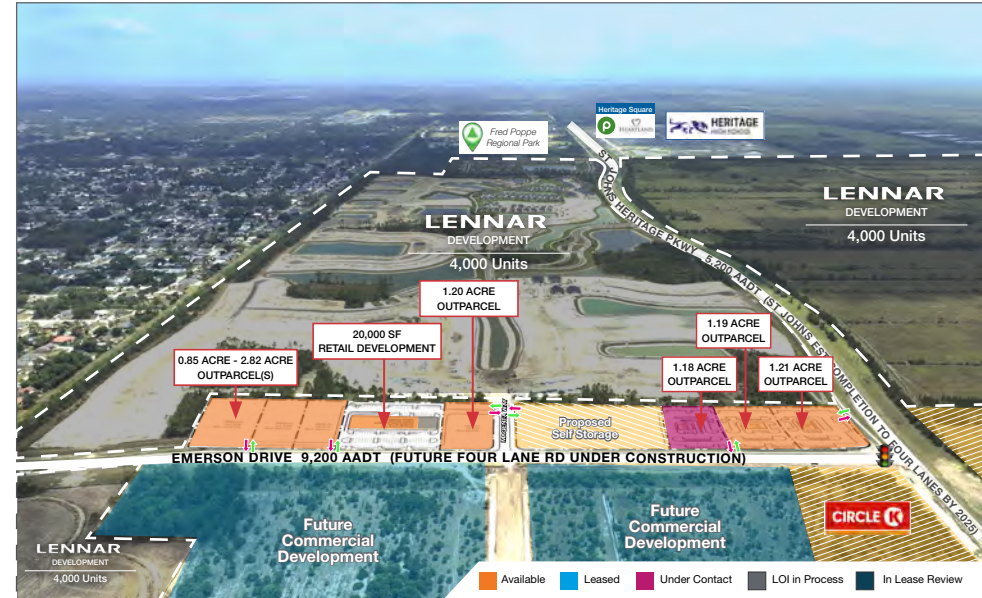 Heritage Square
HEARTLAND
HERITAGE
HIGH SCHOOL
Fred Poppe
Regional Park
ST JOHNS HERITAGE PKWY 5,200 AADT (ST JOHNS EST COMPLETION TO FOUR LANES BY 2025)
LENNAR
DEVELOPMENT
4,000 Units
LENNAR
DEVELOPMENT
4,000 Units
1.20 ACRE
OUTPARCEL
20,000 SF
RETAIL DEVELOPMENT
0.85 ACRE - 2.82 ACRE
OUTPARCEL(S)
1.19 ACRE
OUTPARCEL
1.18 ACRE
OUTPARCEL
1.21 ACRE
OUTPARCEL
Proposed
Self Storage
EMERSON DRIVE 9,200 AADT (FUTURE FOUR LANE RD UNDER CONSTRUCTION)
Future
Commercial
Development
Future
Commercial
Development
CIRCLE K
LENNAR
DEVELOPMENT
4,000 Units
Available
Leased
Under Contact
LOI in Process
In Lease Review